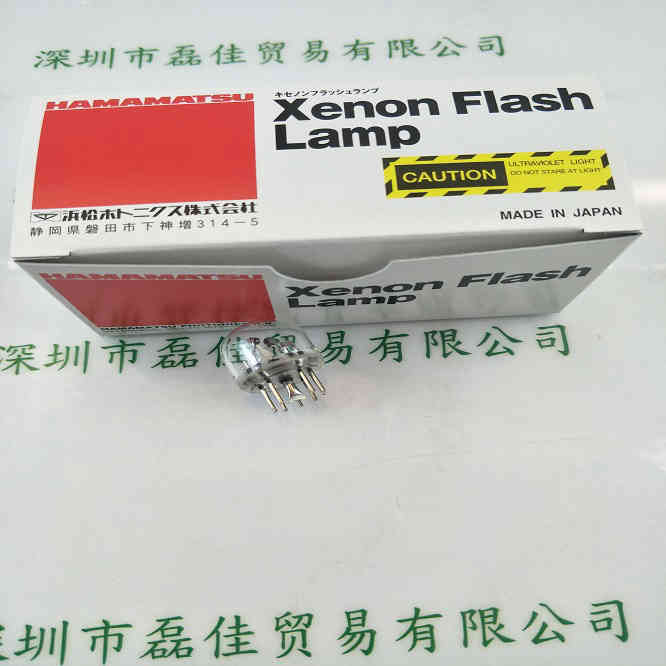 深圳市磊佳贸易有限公司
HAMAMATSU
キセノンフラッシュランプ
Xenon Flash
Lamp
CAUTION
ULTRAVIOLET LIGHT
DO NOT STARE AT LIGHT
浜松ホトニクス株式会社
静岡県磐田市下神増314-5
MADE IN JAPAN
HAMAMATSU
Xenon Flash
Lamp
深圳市磊佳贸易有限公司
深圳市磊佳贸易有限公司